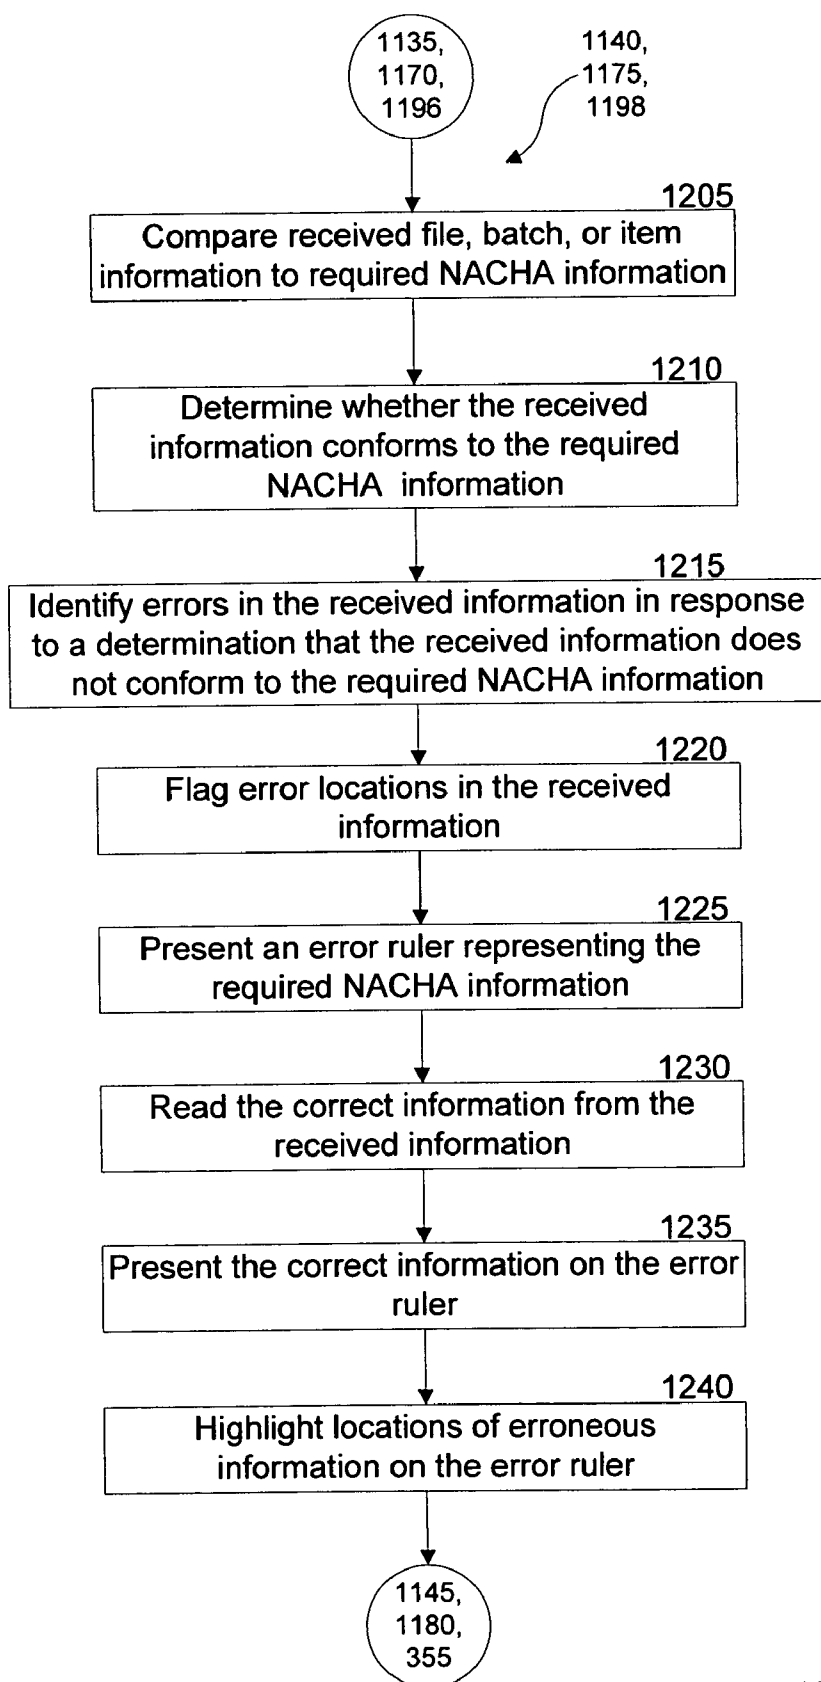 1135,
1170,
1196
1140,
1175,
1198
1205
Compare received file, batch, or item
information to required NACHA information
1210
Determine whether the received
information conforms to the required
NACHA information
1215
Identify errors in the received information in response
to a determination that the received information does
not conform to the required NACHA information
1220
Flag error locations in the received
information
1225
Present an error ruler representing the
required NACHA information
1230
Read the correct information from the
received information
1235
Present the correct information on the error
ruler
1240
Highlight locations of erroneous
information on the error ruler
1145,
1180,
355